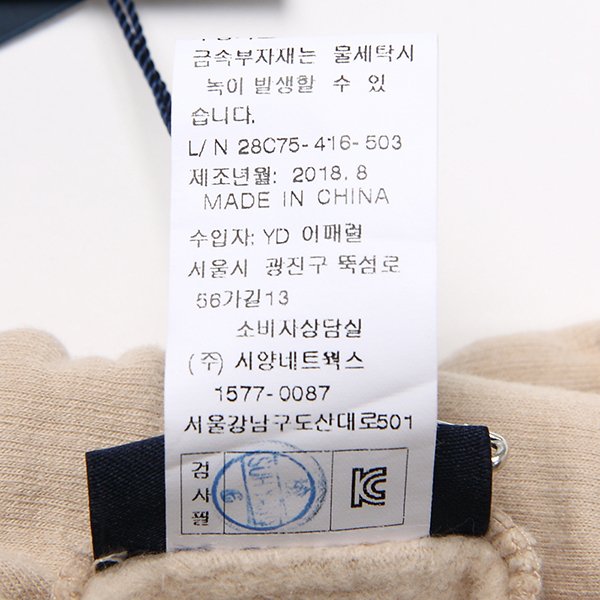 금속부자재는 물세탁시
녹이 발생할 수 있
습니다.
L/N 28C75-416-503
제조년월: 2018.8
MADE IN CHINA
수입자: YD 어패럴
서울시 광진구 뚝섬로
56가길13
소비자상담실
(주) 서양네트웍스
1577-0087
서울강남구도산대로501
검
사
필